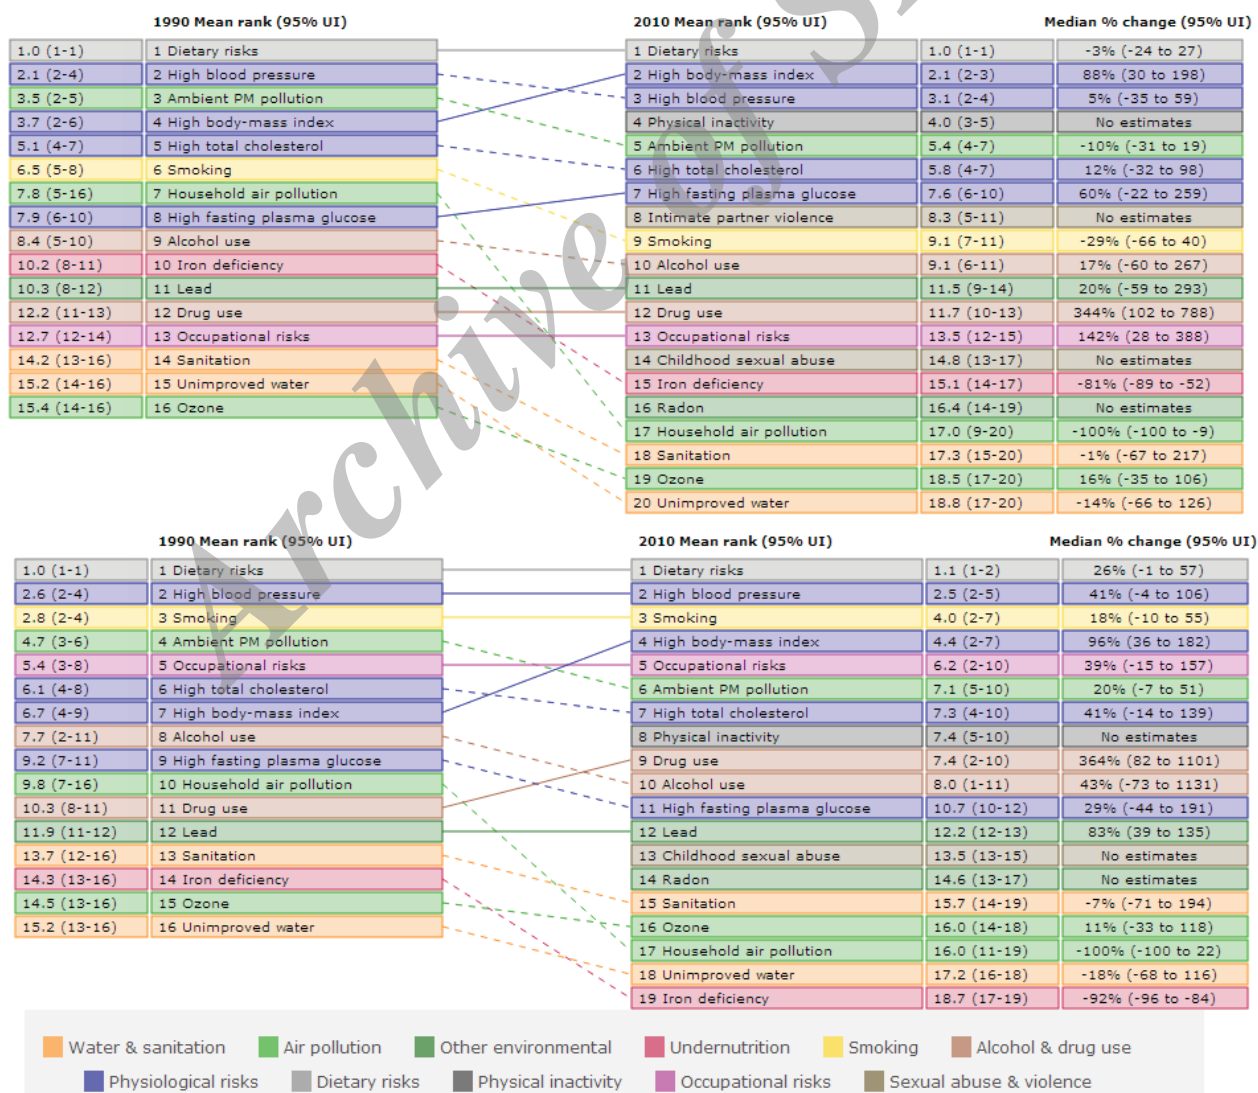 1990 Mean rank (95% UI) 2010 Mean rank (95% UI) Median % change (95% UI)
1.0 (1-1) 1 Dietary risks 1 Dietary risks 1.0 (1-1) -3% (-24 to 27)
2.1 (2-4) 2 High blood pressure 2 High body-mass index 2.1 (2-3) 88% (30 to 198)
3.5 (2-5) 3 Ambient PM pollution 3 High blood pressure 3.1 (2-4) 5% (-35 to 59)
3.7 (2-6) 4 High body-mass index 4 Physical inactivity 4.0 (3-5) No estimates
5.1 (4-7) 5 High total cholesterol 5 Ambient PM pollution 5.4 (4-7) -10% (-31 to 19)
6.5 (5-8) 6 Smoking 6 High total cholesterol 5.8 (4-7) 12% (-32 to 98)
7.8 (5-16) 7 Household air pollution 7 High fasting plasma glucose 7.6 (6-10) 60% (-22 to 259)
7.9 (6-10) 8 High fasting plasma glucose 8 Intimate partner violence 8.3 (5-11) No estimates
8.4 (5-10) 9 Alcohol use 9 Smoking 9.1 (7-11) -29% (-66 to 40)
10.2 (8-11) 10 Iron deficiency 10 Alcohol use 9.1 (6-11) 17% (-60 to 267)
10.3 (8-12) 11 Lead 11 Lead 11.5 (9-14) 20% (-59 to 293)
12.2 (11-13) 12 Drug use 12 Drug use 11.7 (10-13) 344% (102 to 788)
12.7 (12-14) 13 Occupational risks 13 Occupational risks 13.5 (12-15) 142% (28 to 388)
14.2 (13-16) 14 Sanitation 14 Childhood sexual abuse 14.8 (13-17) No estimates
15.2 (14-16) 15 Unimproved water 15 Iron deficiency 15.1 (14-17) -81% (-89 to -52)
15.4 (14-16) 16 Ozone 16 Radon 16.4 (14-19) No estimates
17 Household air pollution 17.0 (9-20) -100% (-100 to -9)
18 Sanitation 17.3 (15-20) -1% (-67 to 217)
19 Ozone 18.5 (17-20) 16% (-35 to 106)
20 Unimproved water 18.8 (17-20) -14% (-66 to 126)
1990 Mean rank (95% UI) 2010 Mean rank (95% UI) Median % change (95% UI)
1.0 (1-1) 1 Dietary risks 1 Dietary risks 1.1 (1-2) 26% (-1 to 57)
2.6 (2-4) 2 High blood pressure 2 High blood pressure 2.5 (2-5) 41% (-4 to 106)
2.8 (2-4) 3 Smoking 3 Smoking 4.0 (2-7) 18% (-10 to 55)
4.7 (3-6) 4 Ambient PM pollution 4 High body-mass index 4.4 (2-7) 96% (36 to 182)
5.4 (3-8) 5 Occupational risks 5 Occupational risks 6.2 (2-10) 39% (-15 to 157)
6.1 (4-8) 6 High total cholesterol 6 Ambient PM pollution 7.1 (5-10) 20% (-7 to 51)
6.7 (4-9) 7 High body-mass index 7 High total cholesterol 7.3 (4-10) 41% (-14 to 139)
7.7 (2-11) 8 Alcohol use 8 Physical inactivity 7.4 (5-10) No estimates
9.2 (7-11) 9 High fasting plasma glucose 9 Drug use 7.4 (2-10) 364% (82 to 1101)
9.8 (7-16) 10 Household air pollution 10 Alcohol use 8.0 (1-11) 43% (-73 to 1131)
10.3 (8-11) 11 Drug use 11 High fasting plasma glucose 10.7 (10-12) 29% (-44 to 191)
11.9 (11-12) 12 Lead 12 Lead 12.2 (12-13) 83% (39 to 135)
13.7 (12-16) 13 Sanitation 13 Childhood sexual abuse 13.5 (13-15) No estimates
14.3 (13-16) 14 Iron deficiency 14 Radon 14.6 (13-17) No estimates
14.5 (13-16) 15 Ozone 15 Sanitation 15.7 (14-19) -7% (-71 to 194)
15.2 (13-16) 16 Unimproved water 16 Ozone 16.0 (14-18) 11% (-33 to 118)
17 Household air pollution 16.0 (11-19) -100% (-100 to 22)
18 Unimproved water 17.2 (16-18) -18% (-68 to 116)
19 Iron deficiency 18.7 (17-19) -92% (-96 to -84)
Water & sanitation Air pollution Other environmental Undernutrition Smoking Alcohol & drug use
Physiological risks Dietary risks Physical inactivity Occupational risks Sexual abuse & violence
Archive of